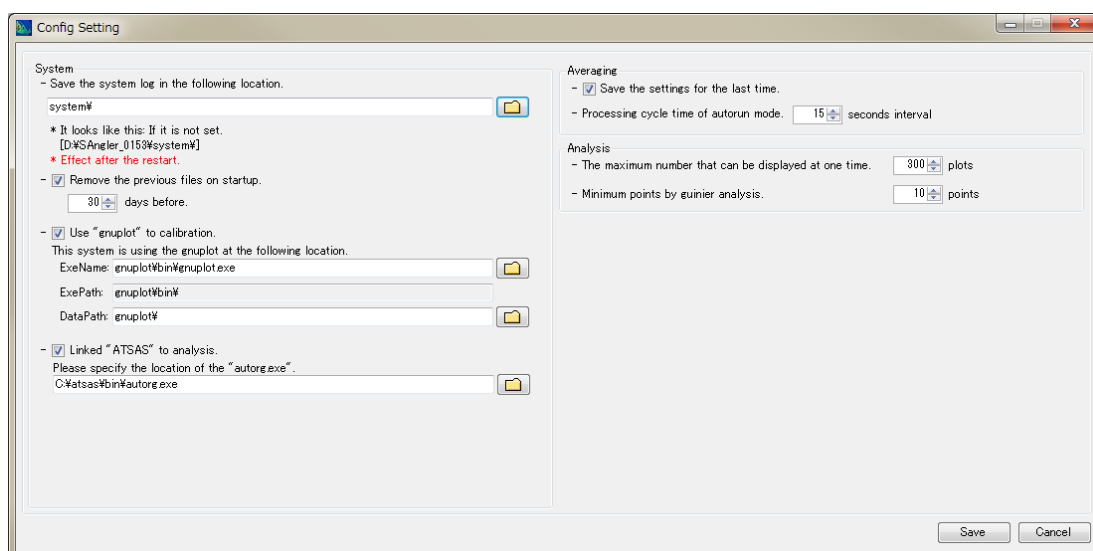 Config Setting
System
- Save the system log in the following location.
system¥
* It looks like this: If it is not set.
[D:¥SAngler_0153¥system¥]
* Effect after the restart.
- Remove the previous files on startup.
30 days before.
- Use "gnuplot" to calibration.
This system is using the gnuplot at the following location.
ExeName: gnuplot¥bin¥gnuplot.exe
ExePath: gnuplot¥bin¥
DataPath: gnuplot¥
- Linked "ATSAS" to analysis.
Please specify the location of the "autorg.exe".
C:¥atsas¥bin¥autorg.exe
Averaging
- Save the settings for the last time.
- Processing cycle time of autorun mode. 15 seconds interval
Analysis
- The maximum number that can be displayed at one time. 300 plots
- Minimum points by guinier analysis. 10 points
Save Cancel